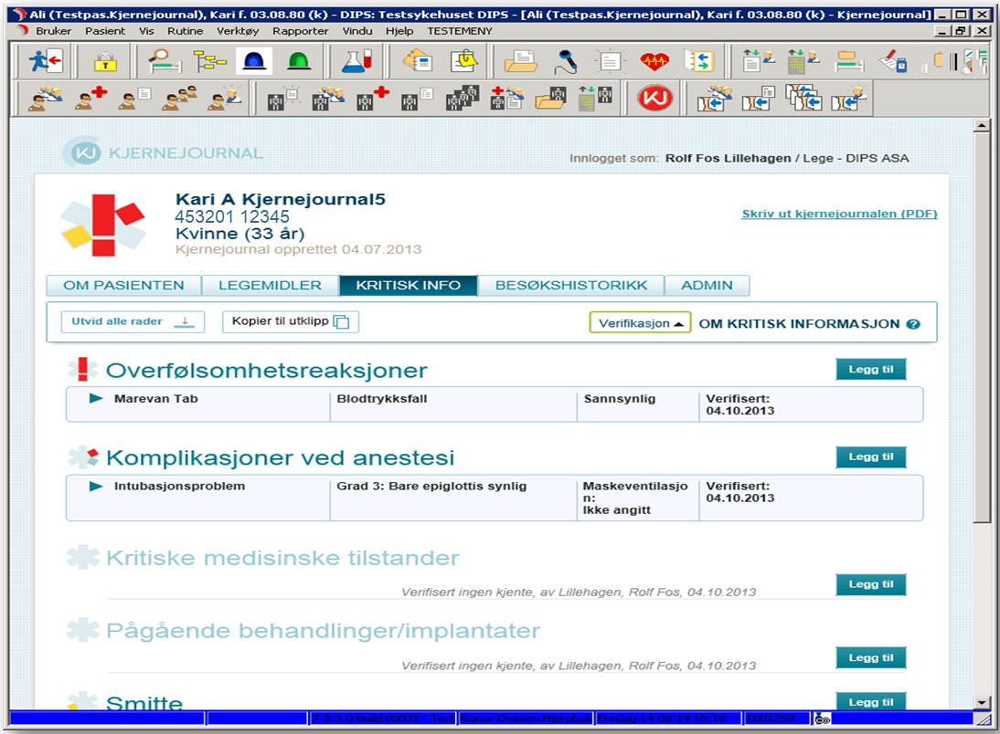 Ali (Testpas.Kjernejournal), Kari f. 03.08.80 (k) - DIPS: Testsykehuset DIPS - [Ali (Testpas.Kjernejournal), Kari f. 03.08.80 (k) - Kjernejournal]
Bruker Pasient Vis Rutine Verktøy Rapporter Vindu Hjelp TESTEMENY
KJ
KJ KJERNEJOURNAL
Innlogget som: Rolf Fos Lillehagen / Lege - DIPS ASA
Kari A Kjernejournal5
453201 12345
Skriv ut kjernejournalen (PDF)
Kvinne (33 år)
Kjernejournal opprettet 04.07.2013
OM PASIENTEN LEGEMIDLER KRITISK INFO BESØKSHISTORIKK ADMIN
Utvid alle rader Kopier til utklipp Verifikasjon OM KRITISK INFORMASJON ?
Overfølsomhetsreaksjoner Legg til
Marevan Tab Blodtrykksfall Sannsynlig Verifisert:
04.10.2013
Komplikasjoner ved anestesi Legg til
Intubasjonsproblem Grad 3: Bare epiglottis synlig Maskeventilasjo Verifisert:
n: 04.10.2013
Ikke angitt
Kritiske medisinske tilstander
Legg til
Verifisert ingen kjente, av Lillehagen, Rolf Fos, 04.10.2013
Pågående behandlinger/implantater
Legg til
Verifisert ingen kjente, av Lillehagen, Rolf Fos, 04.10.2013
Smitte Legg til
7.3.3.0 Build 00031 - Test Runar Ovesen Hjerpbak Fredag 14.02.14 15:18 1001259